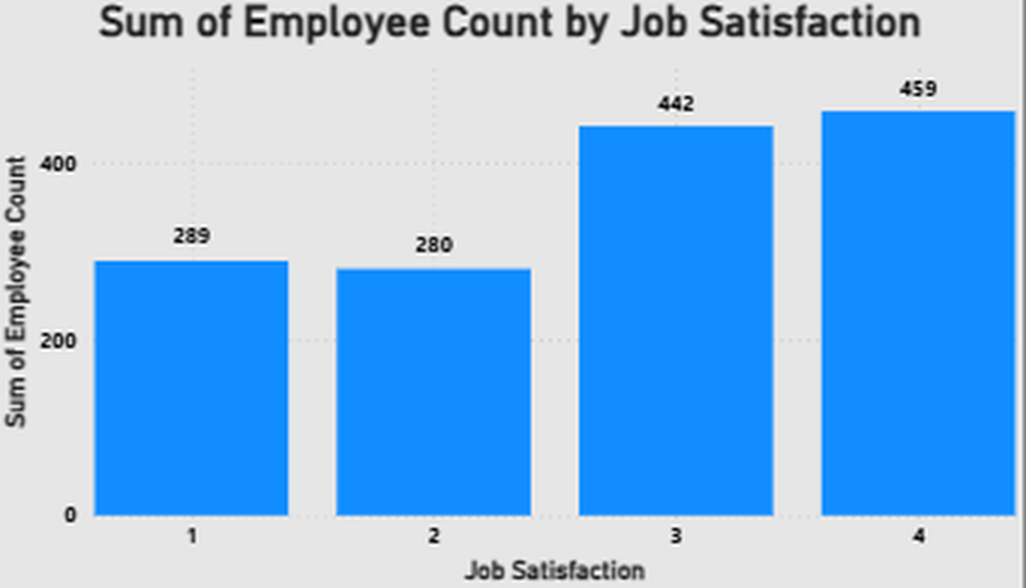 Sum of Employee Count by Job Satisfaction
459
442
400
289
280
200
0
Sum of Employee Count
1 2 3 4
Job Satisfaction